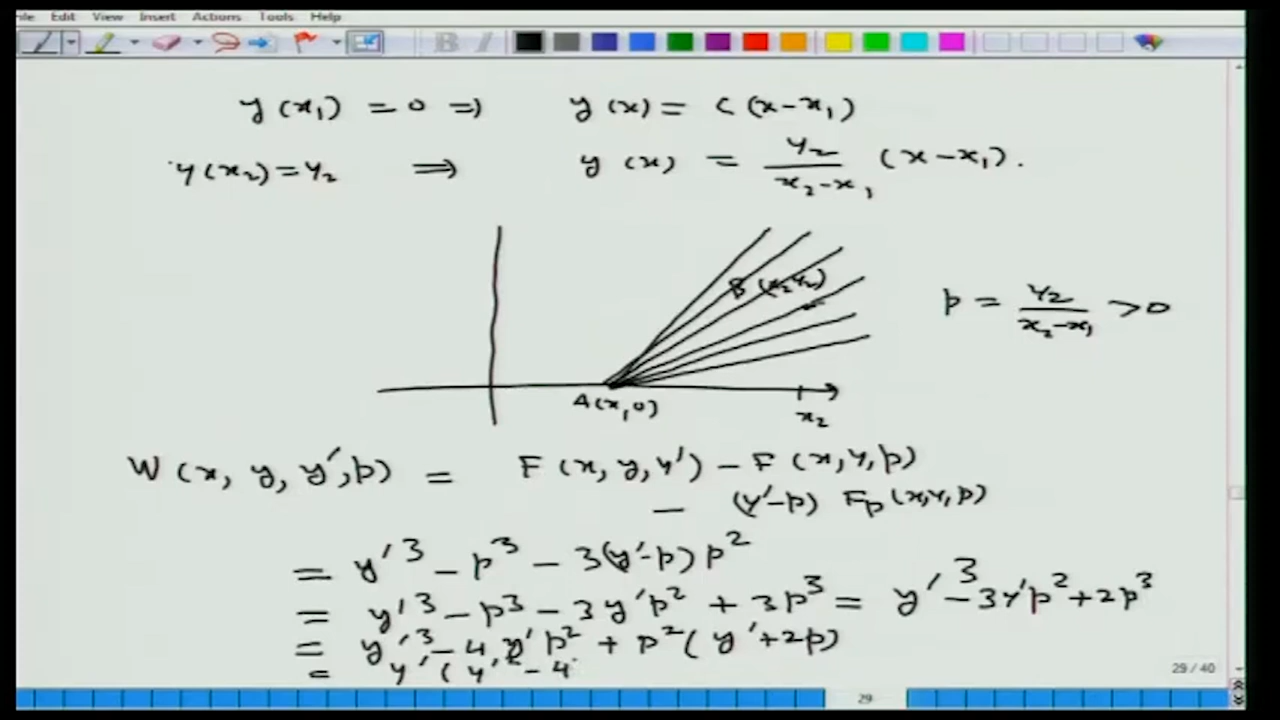 File Edit View Insert Actions Tools Help
B I
y(x₁) = 0 ⇒ y(x) = C(x-x₁)
y(x₂) = y₂ ⇒ y(x) = y₂/(x₂-x₁) (x-x₁).
B(x₂,y₂)
p = y₂/(x₂-x₁) > 0
A(x,0)
x₂
W(x, y, y', p) = F(x, y, y') - F(x, y, p)
- (y'-p) Fp(x,y,p)
= y'³ - p³ - 3(y'-p)p²
= y'³ - p³ - 3y'p² + 3p³ = y'³ - 3y'p² + 2p³
= y'³ - 4y'p² + p²(y'+2p)
= y'(y'² - 4
29 / 40
29